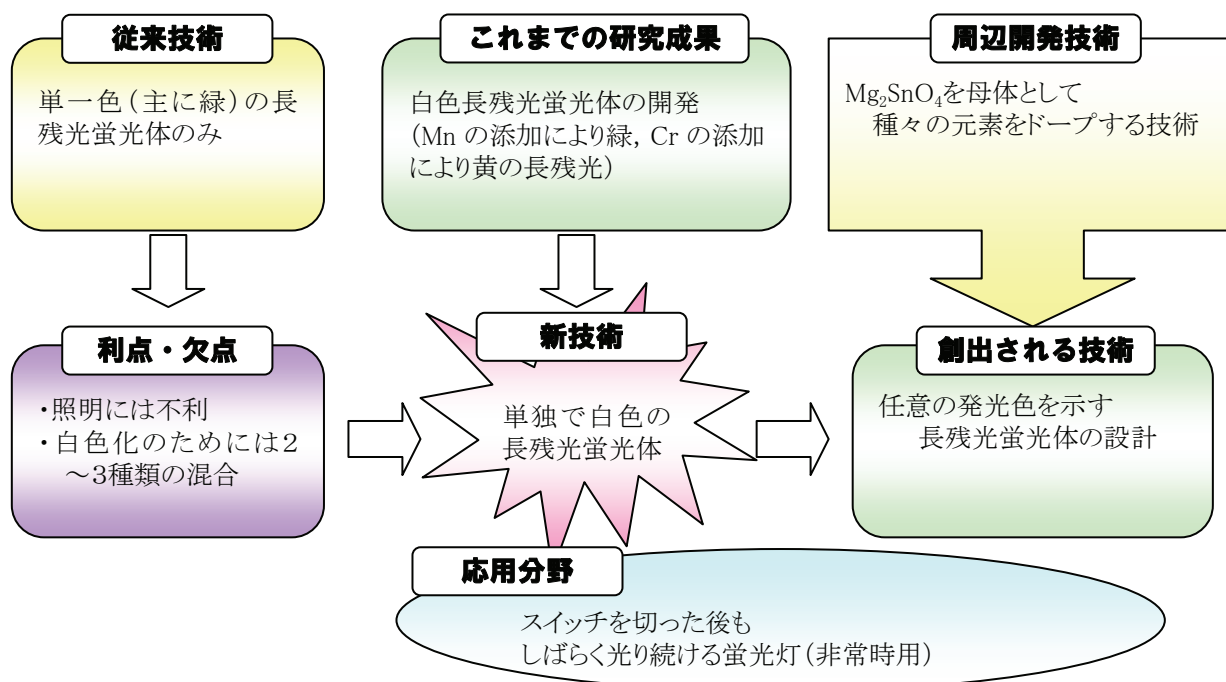 従来技術
単一色(主に緑)の長
残光蛍光体のみ
これまでの研究成果
白色長残光蛍光体の開発
(Mn の添加により緑, Cr の添加
により黄の長残光)
周辺開発技術
Mg₂SnO₄を母体として
種々の元素をドープする技術
利点・欠点
・照明には不利
・白色化のためには2
～3種類の混合
新技術
単独で白色の
長残光蛍光体
創出される技術
任意の発光色を示す
長残光蛍光体の設計
応用分野
スイッチを切った後も
しばらく光り続ける蛍光灯(非常時用)